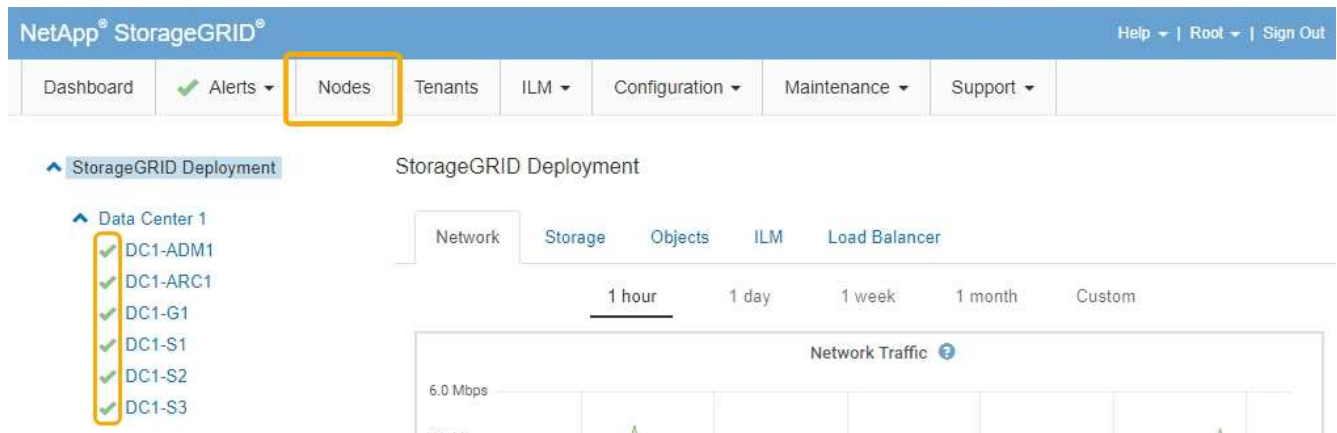 NetApp® StorageGRID®
Help | Root | Sign Out
Dashboard Alerts Nodes Tenants ILM Configuration Maintenance Support
StorageGRID Deployment
StorageGRID Deployment
Data Center 1
Network Storage Objects ILM Load Balancer
DC1-ADM1
DC1-ARC1
DC1-G1
DC1-S1
DC1-S2
DC1-S3
1 hour 1 day 1 week 1 month Custom
Network Traffic
6.0 Mbps